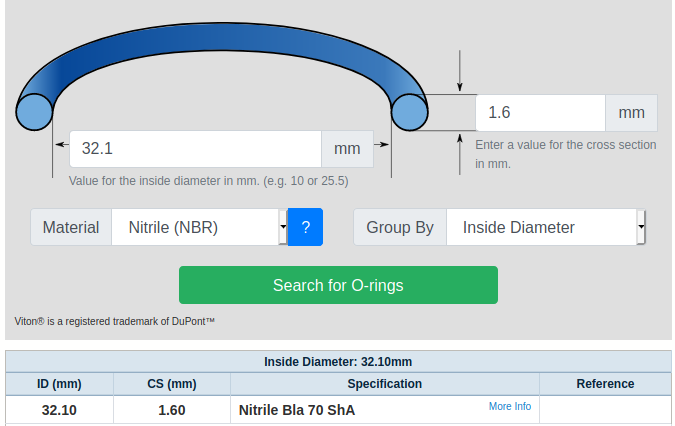 1.6 mm
Enter a value for the cross section
in mm.
32.1 mm
Value for the inside diameter in mm. (e.g. 10 or 25.5)
Material Nitrile (NBR) ? Group By Inside Diameter
Search for O-rings
Viton® is a registered trademark of DuPont™
Inside Diameter: 32.10mm
ID (mm) CS (mm) Specification Reference
32.10 1.60 Nitrile Bla 70 ShA More Info